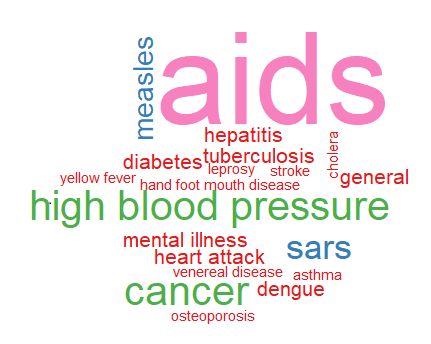 measles
aids
hepatitis
cholera
diabetes
tuberculosis
leprosy
stroke
yellow fever
hand foot mouth disease
general
high blood pressure
mental illness
sars
heart attack
venereal disease
asthma
cancer
dengue
osteoporosis